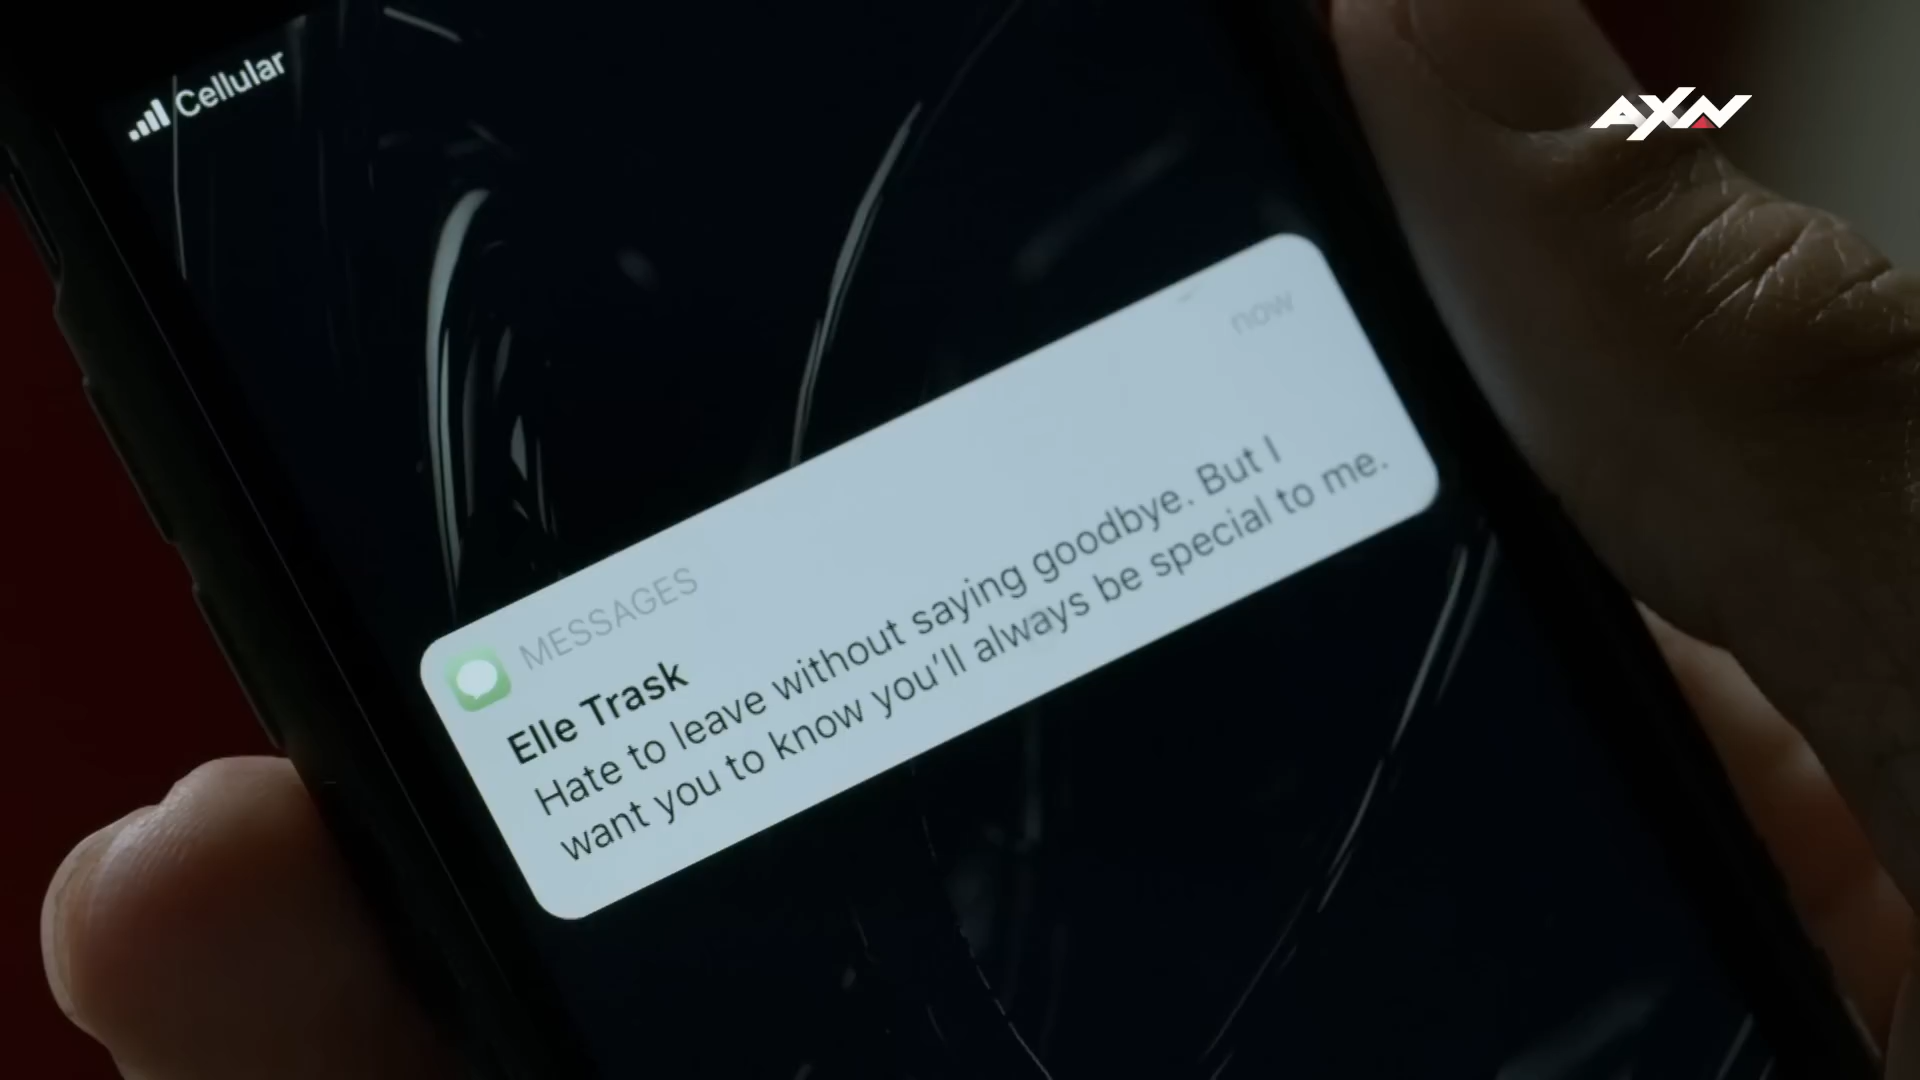 Cellular
AXN
MESSAGES
now
Elle Trask
Hate to leave without saying goodbye. But I
want you to know you'll always be special to me.